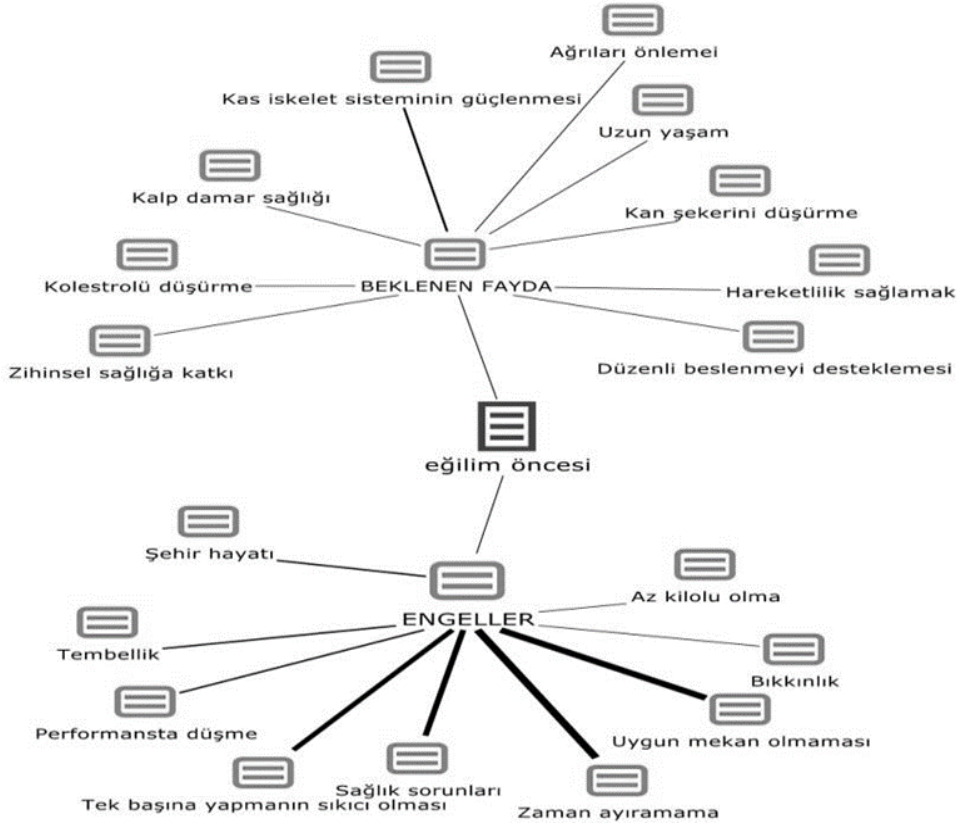 Ağrıları önlemei
Kas iskelet sisteminin güçlenmesi
Uzun yaşam
Kalp damar sağlığı
Kan şekerini düşürme
Kolestrolü düşürme
BEKLENEN FAYDA
Hareketlilik sağlamak
Zihinsel sağlığa katkı
Düzenli beslenmeyi desteklemesi
eğilim öncesi
Şehir hayatı
Az kilolu olma
ENGELLER
Tembellik
Bıkkınlık
Performansta düşme
Uygun mekan olmaması
Sağlık sorunları
Tek başına yapmanın sıkıcı olması
Zaman ayıramama